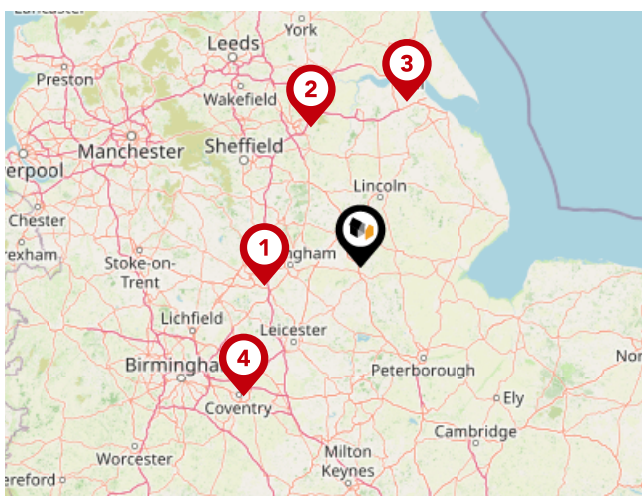 York
Leeds
3
Preston
2
Wakefield
Manchester
Sheffield
erpool
Lincoln
Chester
1
ngham
exham
Stoke-on-
Trent
Lichfield
Leicester
4
Birmingha
Peterborough
Nor
Coventry
Ely
Cambridge
Worcester
Milton
Keynes
ereford